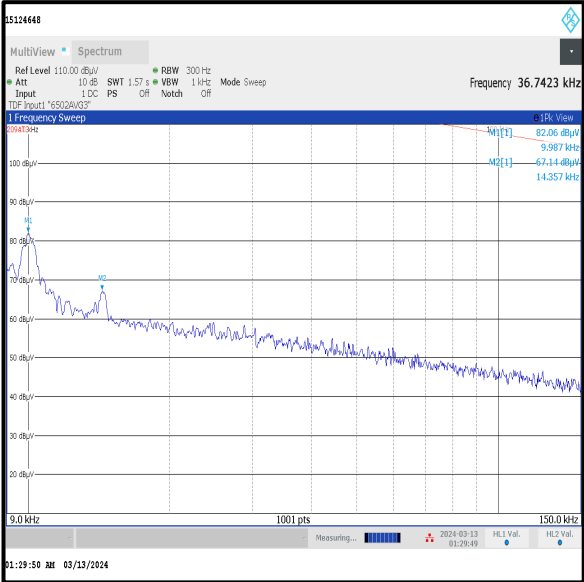 15124648
MultiView Spectrum
Ref Level 110.00 dBµV RBW 300 Hz
Att 10 dB SWT 1.57 s VBW 1 kHz Mode Sweep Frequency 36.7423 kHz
Input 1 DC PS Off Notch Off
TDF Input1 "6502AVG3"
1 Frequency Sweep 1Pk View
M1[1] 82.06 dBµV
9.987 kHz
100 dBµV M2[1] 67.14 dBµV
14.357 kHz
90 dBµV
M1
80 dBµV
M2
70 dBµV
60 dBµV
50 dBµV
40 dBµV
30 dBµV
20 dBµV
9.0 kHz 1001 pts 150.0 kHz
Measuring... 2024-03-13 HL1 Val. HL2 Val.
01:29:49
01:29:50 AM 03/13/2024